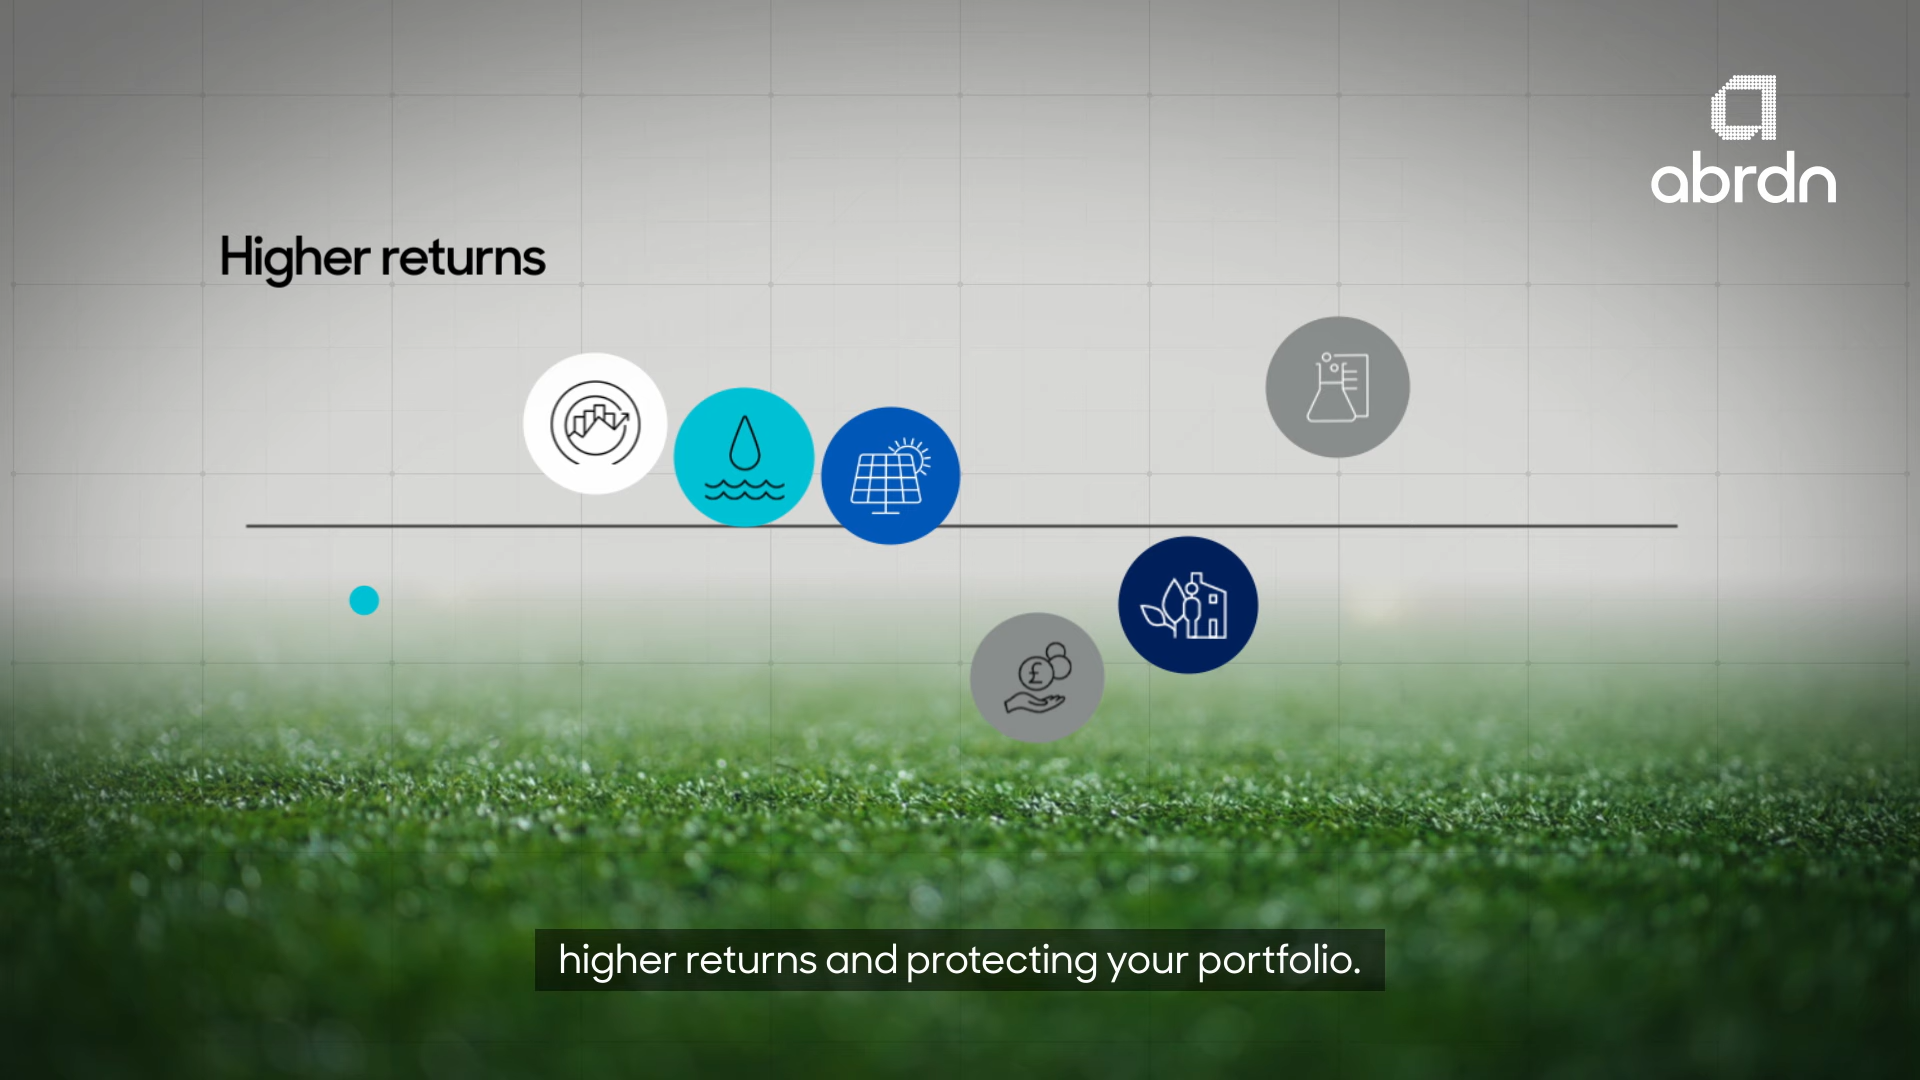 abrdn
Higher returns
£
higher returns and protecting your portfolio.